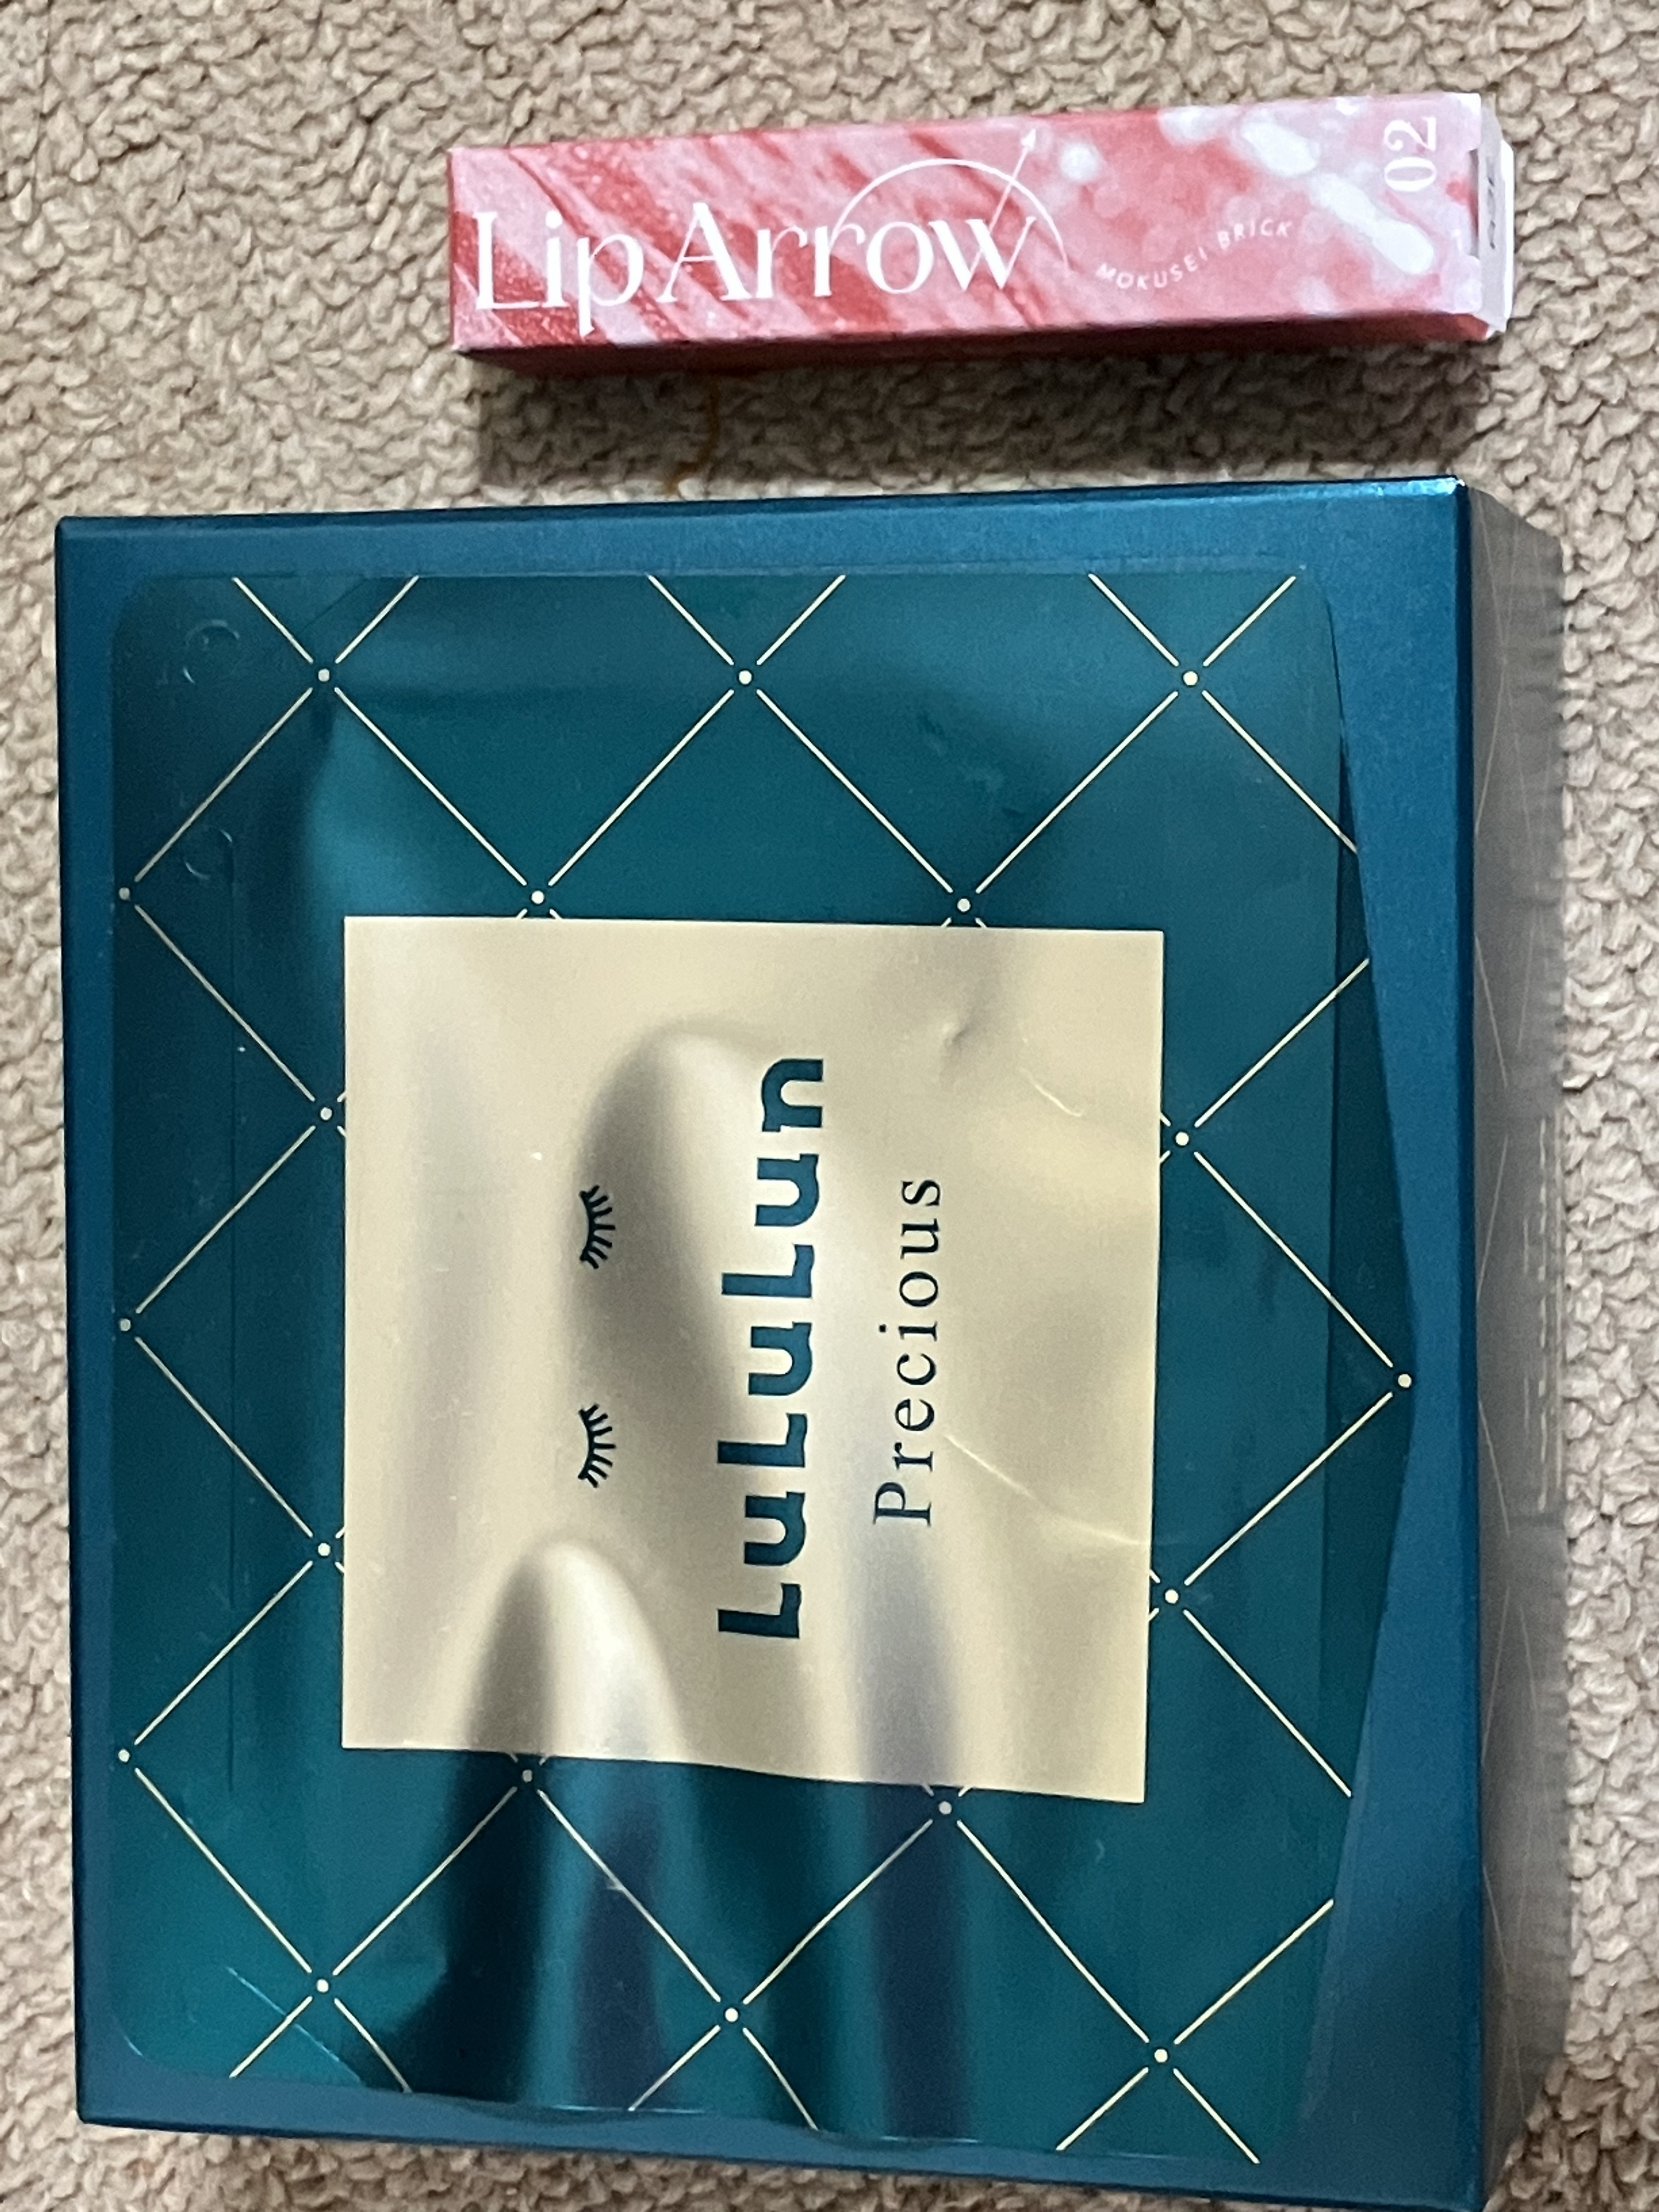 Lip Arrow
MOKUSEI BRICK
02
LuLuLun
Precious